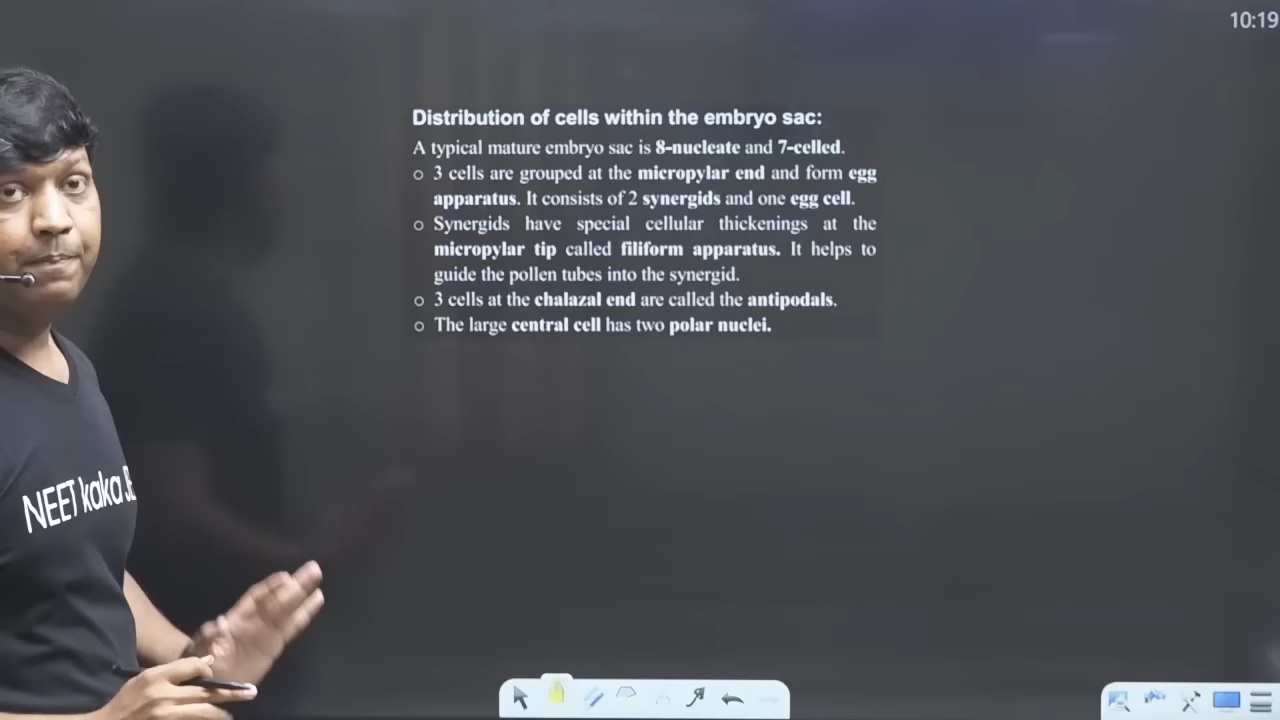 10:19
Distribution of cells within the embryo sac:
A typical mature embryo sac is 8-nucleate and 7-celled.
○ 3 cells are grouped at the micropylar end and form egg
apparatus. It consists of 2 synergids and one egg cell.
○ Synergids have special cellular thickenings at the
micropylar tip called filiform apparatus. It helps to
guide the pollen tubes into the synergid.
○ 3 cells at the chalazal end are called the antipodals.
○ The large central cell has two polar nuclei.
NEET kaka